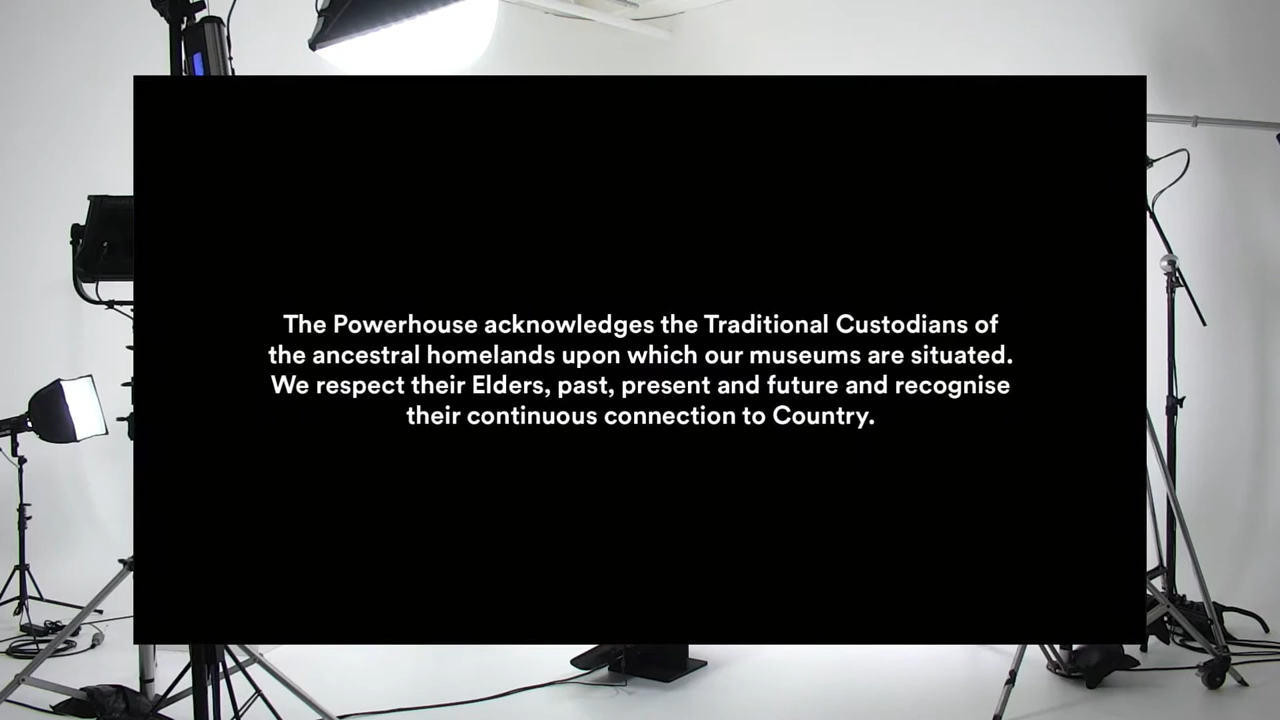 The Powerhouse acknowledges the Traditional Custodians of
the ancestral homelands upon which our museums are situated.
We respect their Elders, past, present and future and recognise
their continuous connection to Country.